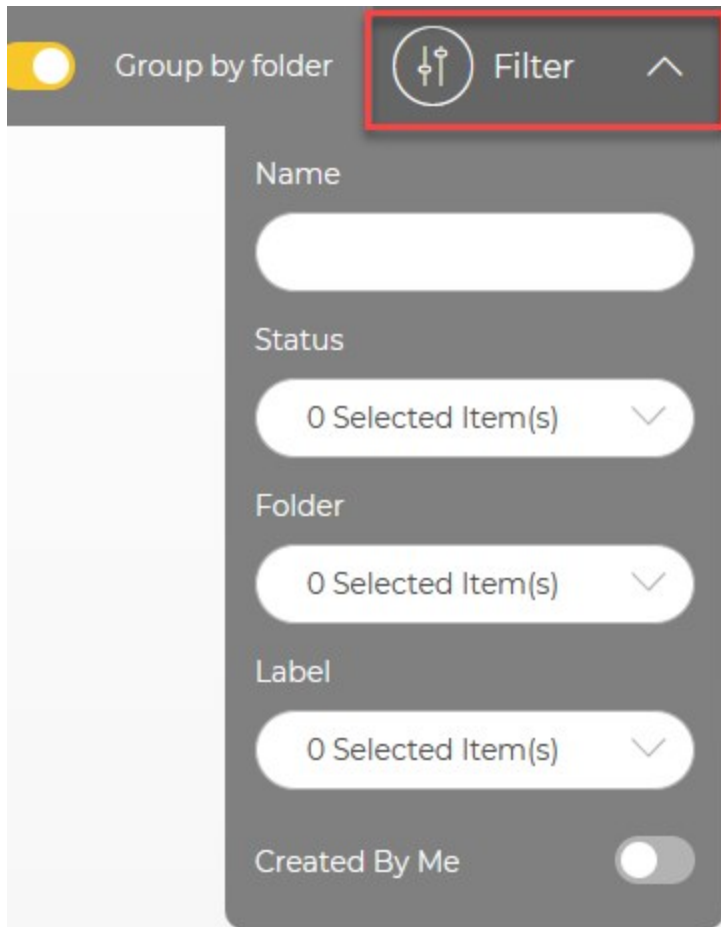 Group by folder
Filter
Name
Status
0 Selected Item(s)
Folder
0 Selected Item(s)
Label
0 Selected Item(s)
Created By Me